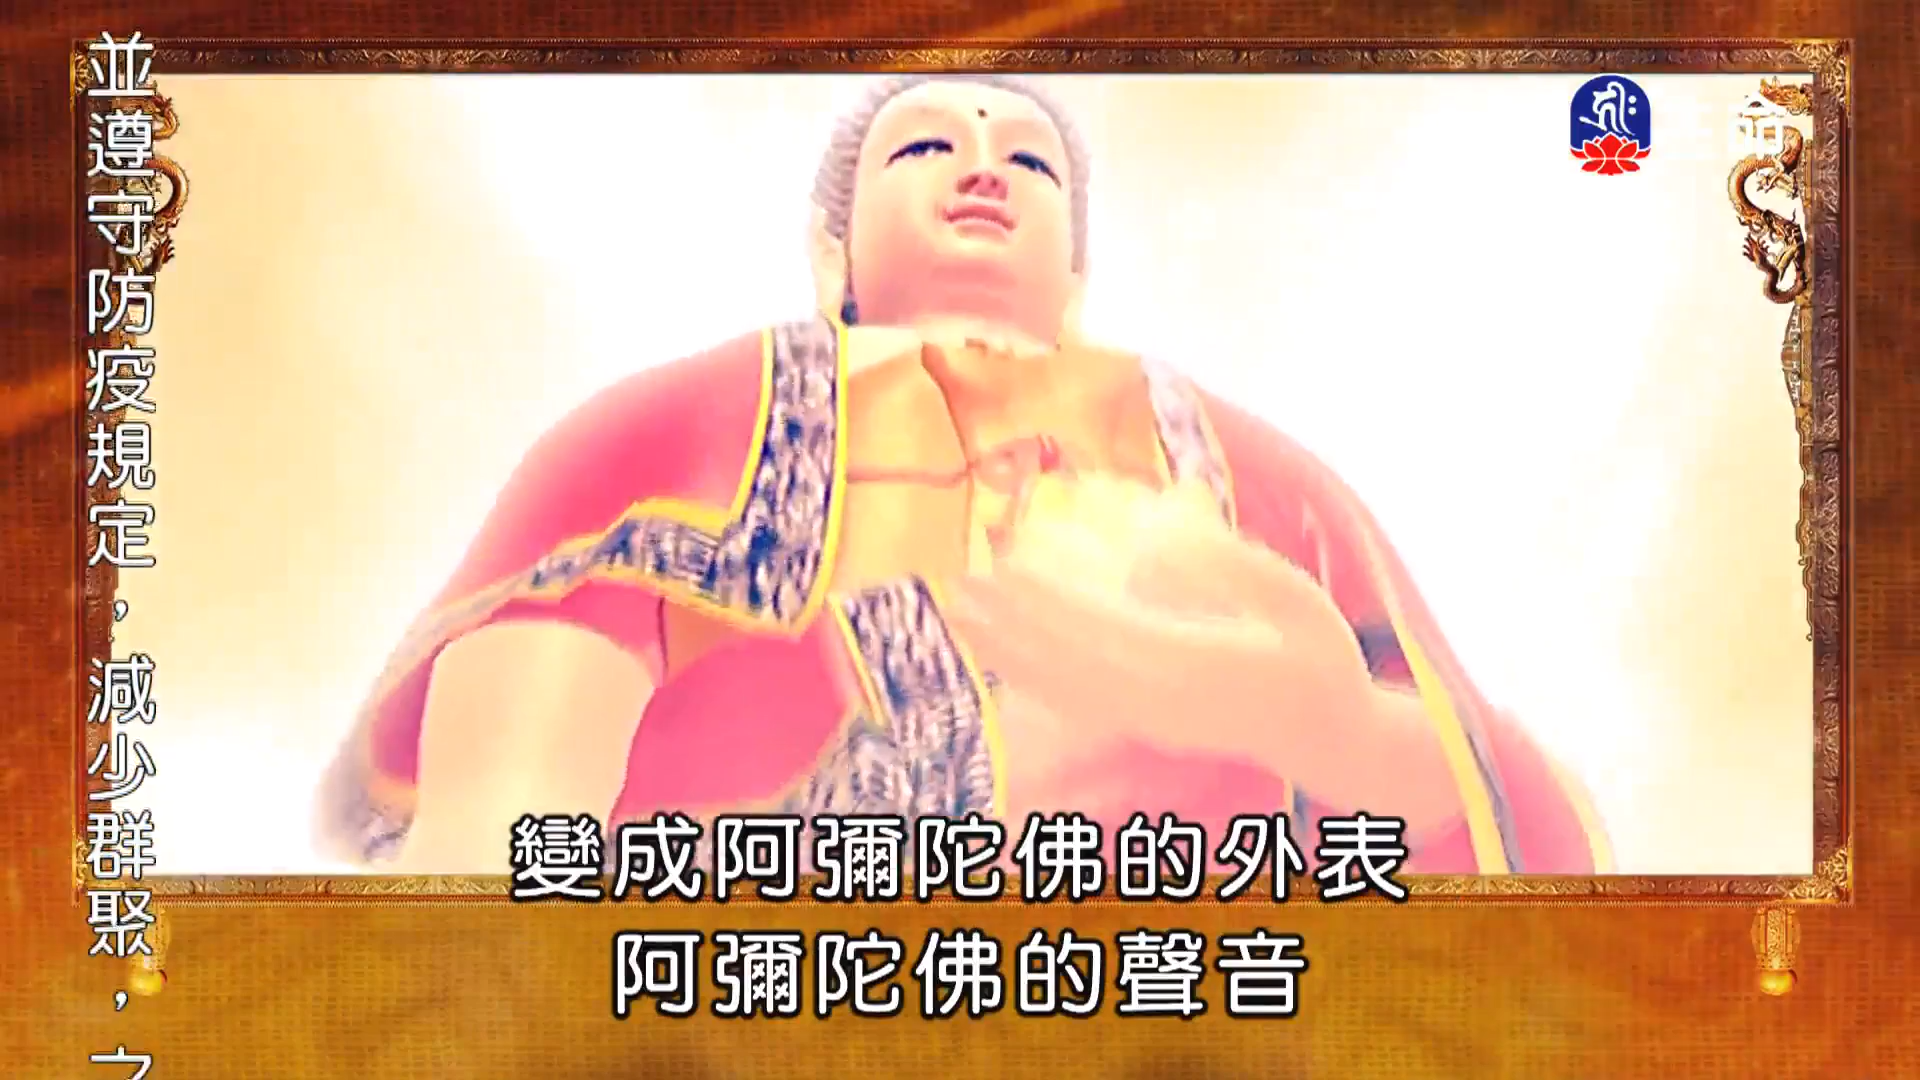 並遵守防疫規定，減少群聚，
命
變成阿彌陀佛的外表
阿彌陀佛的聲音